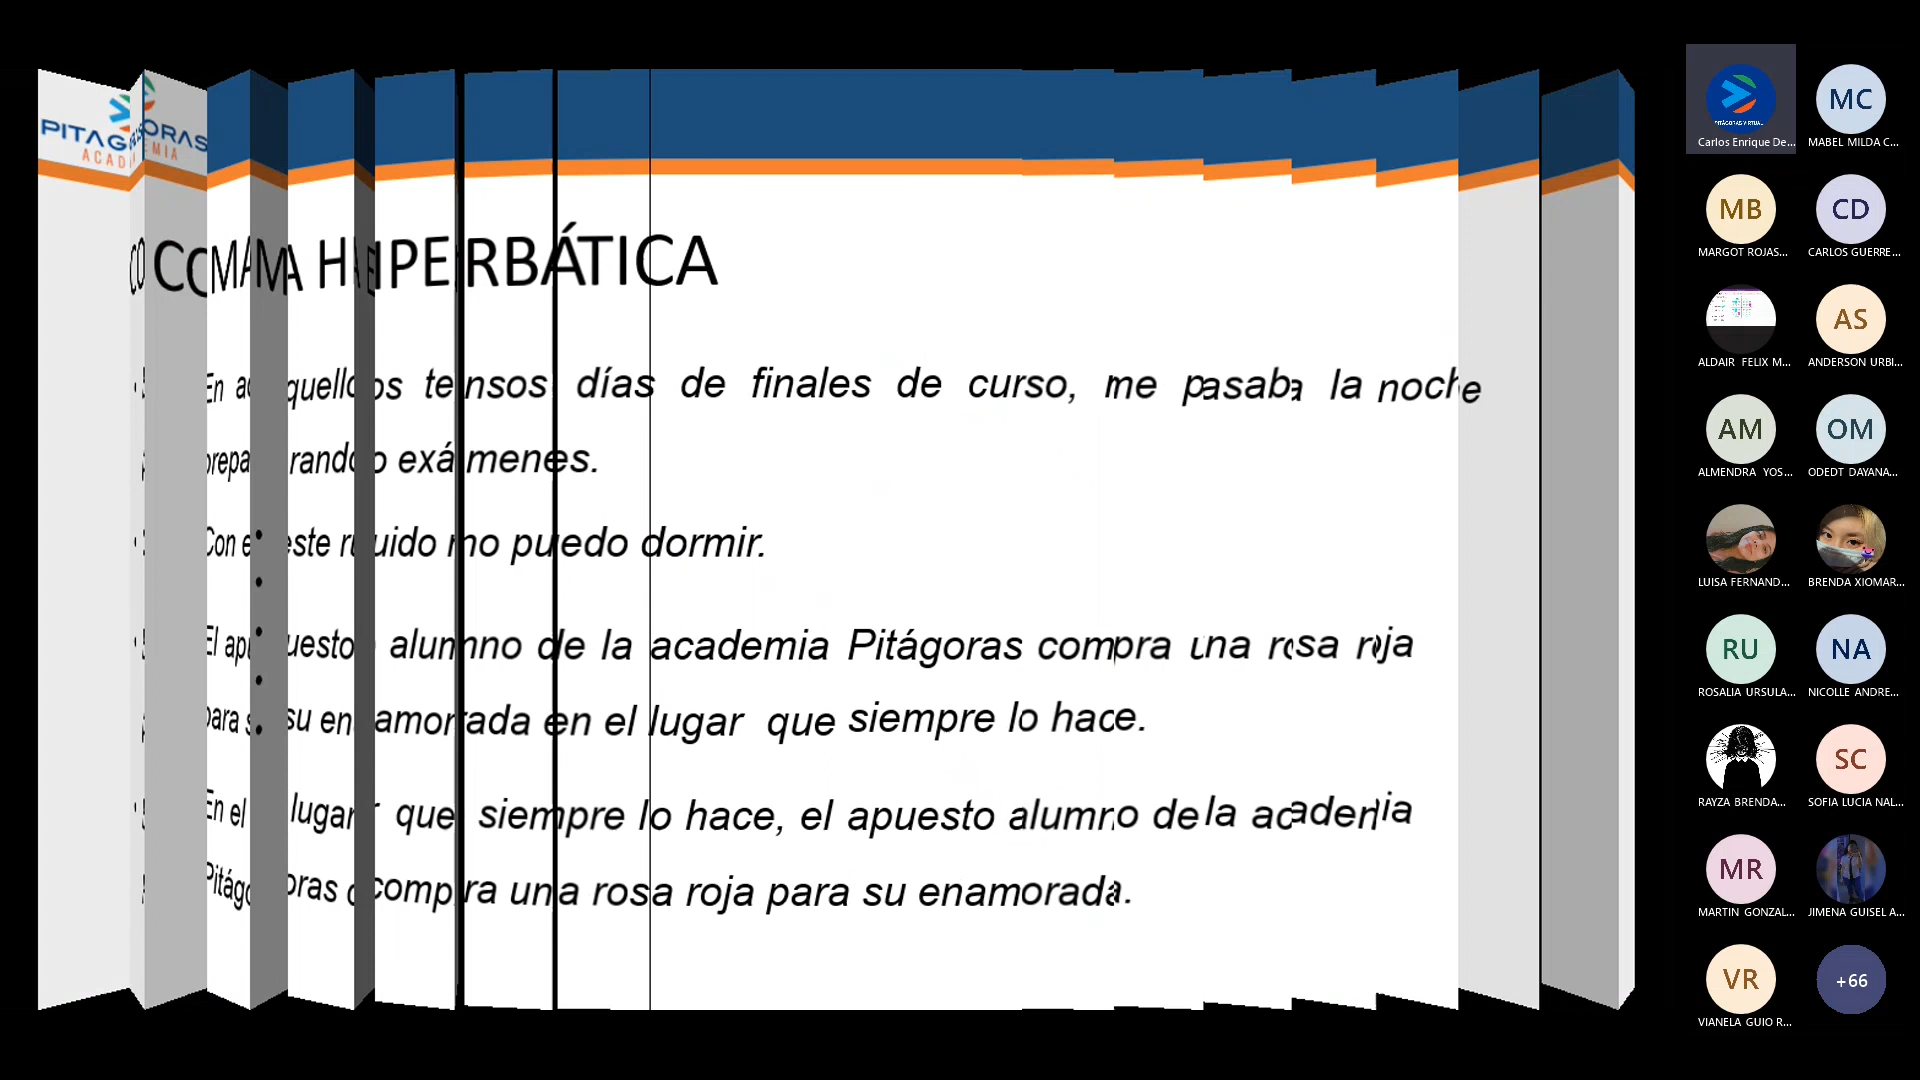 PITAGORAS
ACADEMIA
COMA HIPERBÁTICA
• En aquellos tensos días de finales de curso, me pasaba la noche
preparando exámenes.
• Con este ruido no puedo dormir.
• El apuesto alumno de la academia Pitágoras compra una rosa roja
para su enamorada en el lugar que siempre lo hace.
• En el lugar que siempre lo hace, el apuesto alumno de la academia
Pitágoras compra una rosa roja para su enamorada.
PITÁGORAS VIRTUAL
Carlos Enrique De...
MC
MABEL MILDA C...
MB
MARGOT ROJAS...
CD
CARLOS GUERRE...
ALDAIR FELIX M...
AS
ANDERSON URBI...
AM
ALMENDRA YOS...
OM
ODEDT DAYANA...
LUISA FERNAND...
BRENDA XIOMAR...
RU
ROSALIA URSULA...
NA
NICOLLE ANDRE...
RAYZA BRENDA...
SC
SOFIA LUCIA NAL...
MR
MARTIN GONZAL...
JIMENA GUISEL A...
VR
VIANELA GUIO R...
+66